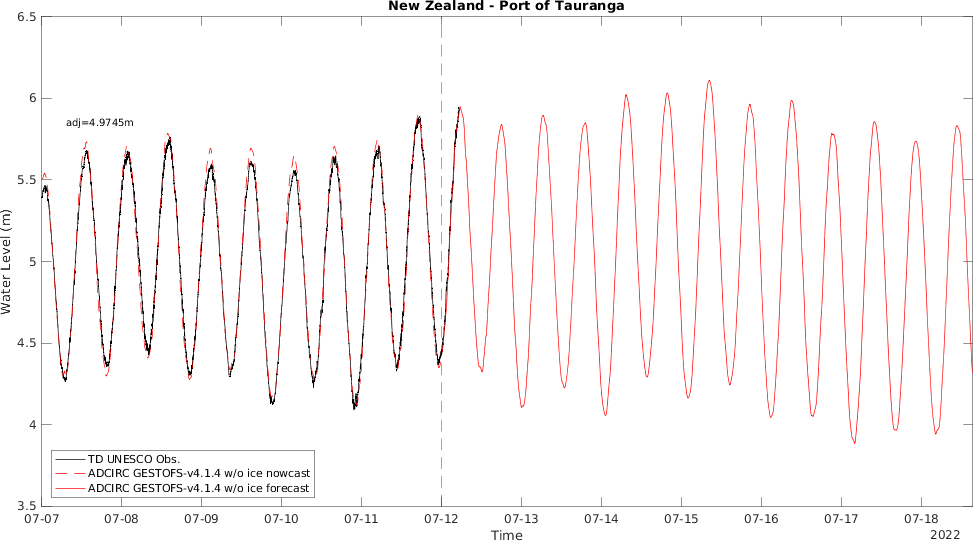 New Zealand - Port of Tauranga
6.5
6
5.5
5
4.5
4
3.5
Water Level (m)
adj=4.9745m
TD UNESCO Obs.
ADCIRC GESTOFS-v4.1.4 w/o ice nowcast
ADCIRC GESTOFS-v4.1.4 w/o ice forecast
07-07 07-08 07-09 07-10 07-11 07-12 07-13 07-14 07-15 07-16 07-17 07-18
Time
2022